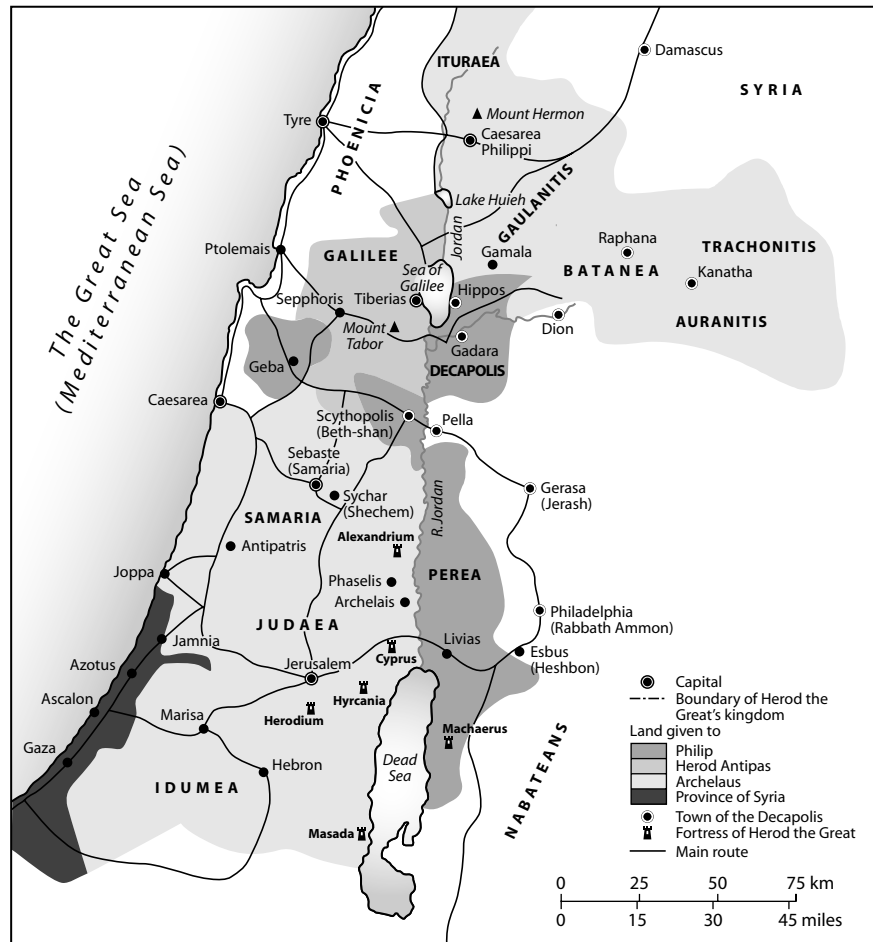 ITURAEA
Damascus
SYRIA
Mount Hermon
Tyre
Caesarea
Philippi
PHOENICIA
The Great Sea
(Mediterranean Sea)
Lake Huieh
GAULANITIS
Jordan
Ptolemais
GALILEE
Sea of
Galilee
Gamala
Raphana
TRACHONITIS
BATANEA
Kanatha
Sepphoris
Tiberias
Hippos
Mount
Tabor
Dion
AURANITIS
Geba
Gadara
DECAPOLIS
Caesarea
Scythopolis
(Beth-shan)
Pella
Sebaste
(Samaria)
Gerasa
(Jerash)
Sychar
(Shechem)
R.Jordan
SAMARIA
Alexandrium
Antipatris
Joppa
Phaselis
PEREA
Archelais
Philadelphia
(Rabbath Ammon)
JUDAEA
Jamnia
Livias
Cyprus
Esbus
(Heshbon)
Azotus
Jerusalem
Hyrcania
Ascalon
Marisa
Herodium
Machaerus
Gaza
Dead
Sea
Hebron
IDUMEA
NABATEANS
Masada
Capital
Boundary of Herod the
Great's kingdom
Land given to
Philip
Herod Antipas
Archelaus
Province of Syria
Town of the Decapolis
Fortress of Herod the Great
Main route
0 25 50 75 km
0 15 30 45 miles